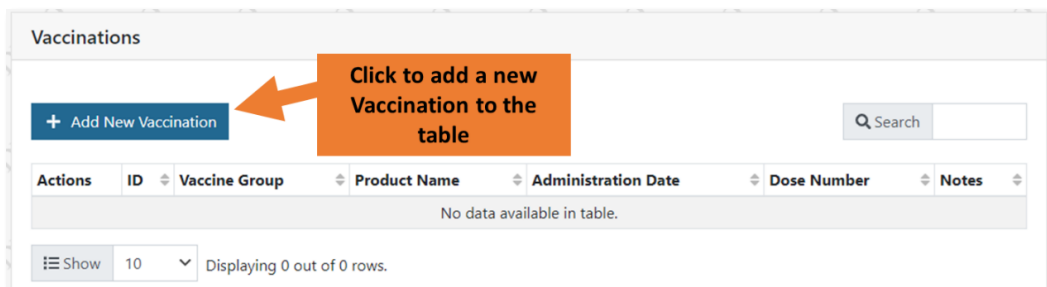 Vaccinations
Click to add a new
Vaccination to the
table
+ Add New Vaccination
Search
Actions ID Vaccine Group Product Name Administration Date Dose Number Notes
No data available in table.
Show 10 Displaying 0 out of 0 rows.